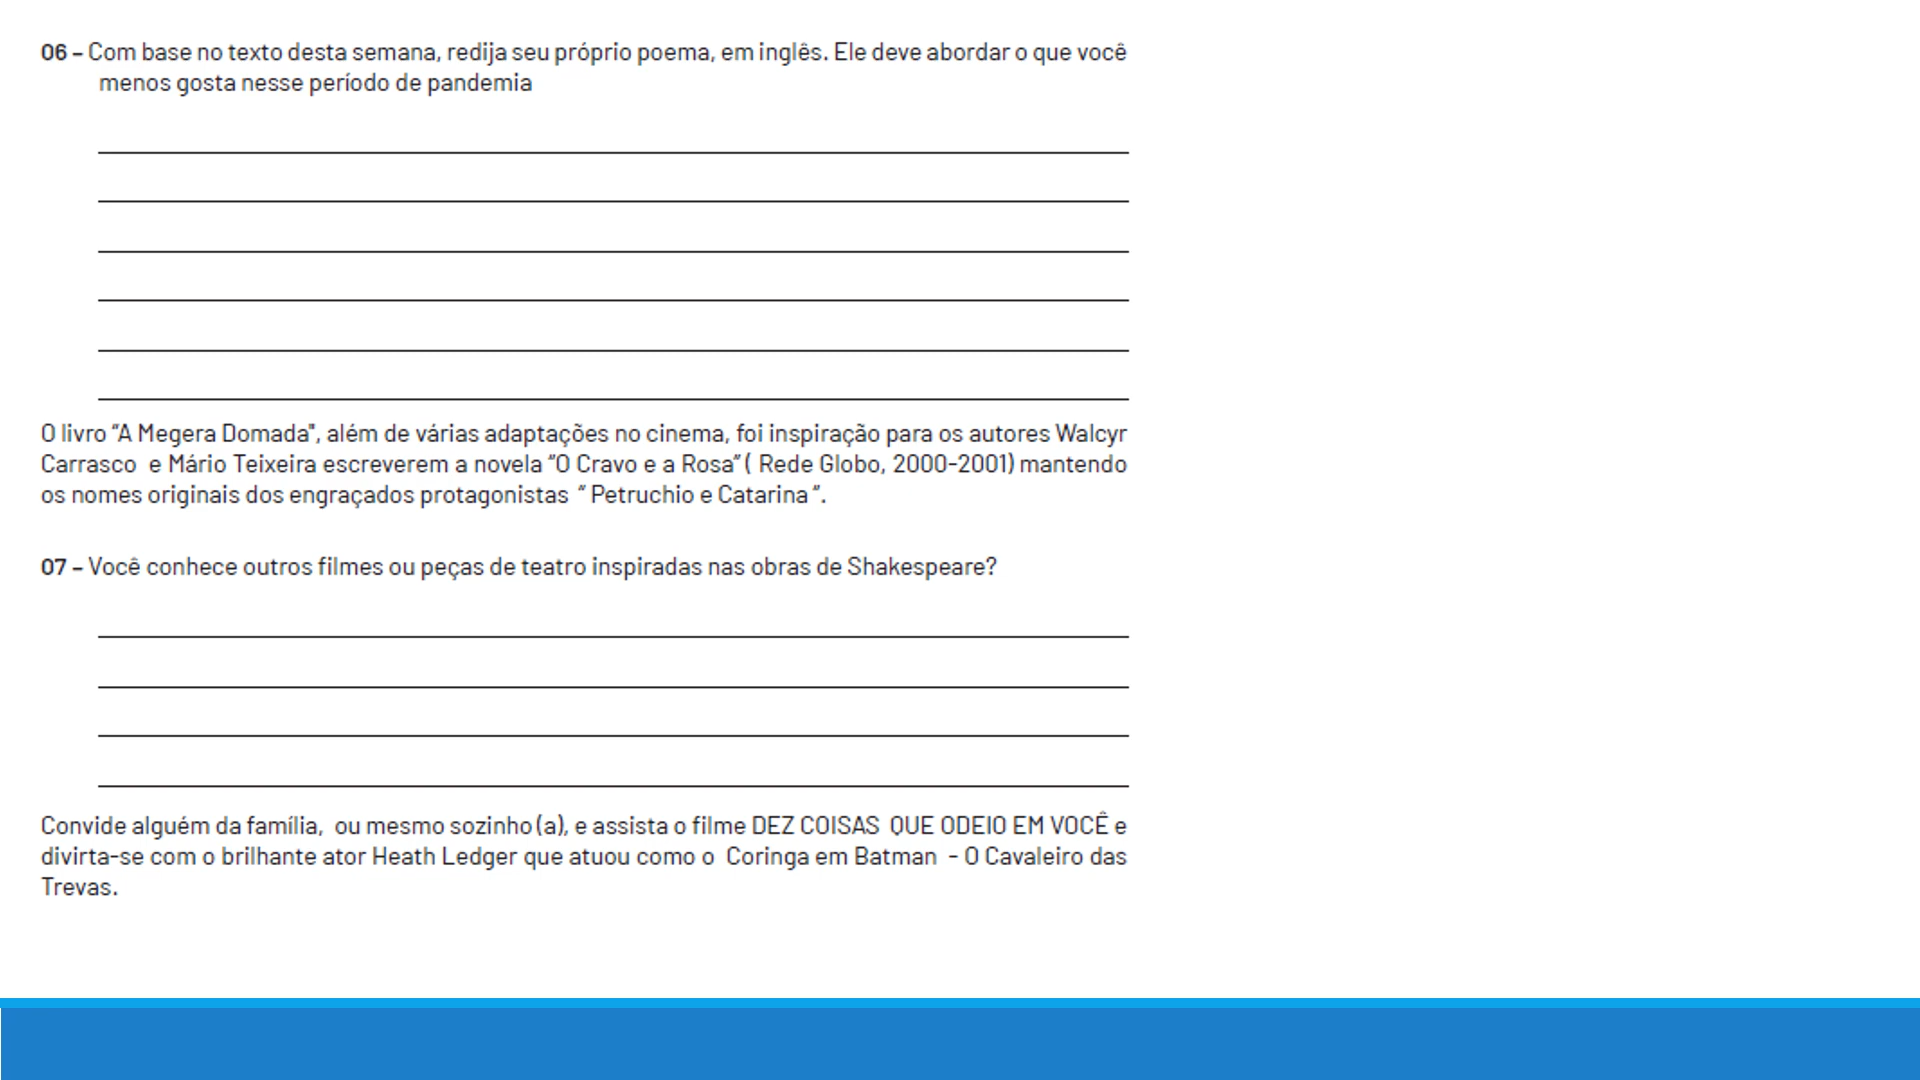 06 – Com base no texto desta semana, redija seu próprio poema, em inglês. Ele deve abordar o que você
menos gosta nesse período de pandemia
O livro “A Megera Domada", além de várias adaptações no cinema, foi inspiração para os autores Walcyr
Carrasco e Mário Teixeira escreverem a novela “O Cravo e a Rosa” ( Rede Globo, 2000-2001) mantendo
os nomes originais dos engraçados protagonistas “ Petruchio e Catarina ”.
07 – Você conhece outros filmes ou peças de teatro inspiradas nas obras de Shakespeare?
Convide alguém da família, ou mesmo sozinho(a), e assista o filme DEZ COISAS QUE ODEIO EM VOCÊ e
divirta-se com o brilhante ator Heath Ledger que atuou como o Coringa em Batman - O Cavaleiro das
Trevas.